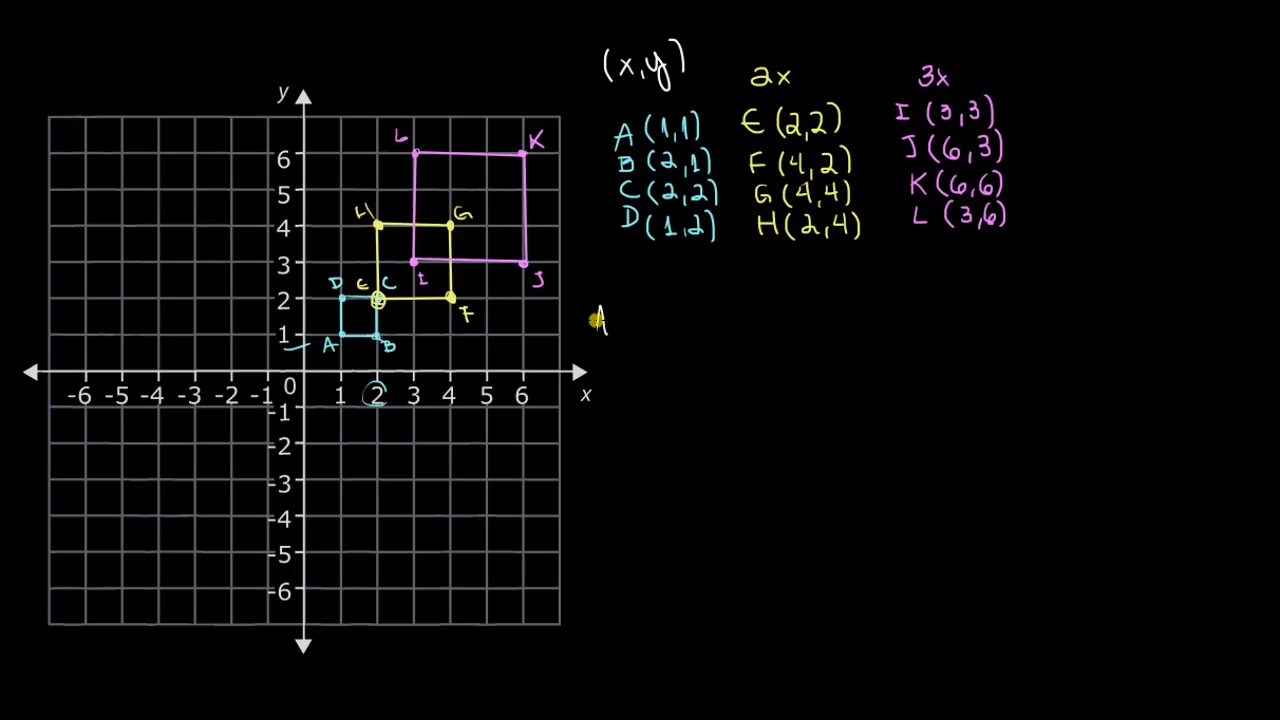 (x,y)
2x
3x
A (1,1)
B (2,1)
C (2,2)
D (1,2)
E (2,2)
F (4,2)
G (4,4)
H (2,4)
I (3,3)
J (6,3)
K (6,6)
L (3,6)
A
y
6
5
4
3
2
1
0
-1
-2
-3
-4
-5
-6
-6 -5 -4 -3 -2 -1 1 2 3 4 5 6 x
L K
H G
I J
D E C
F
A B